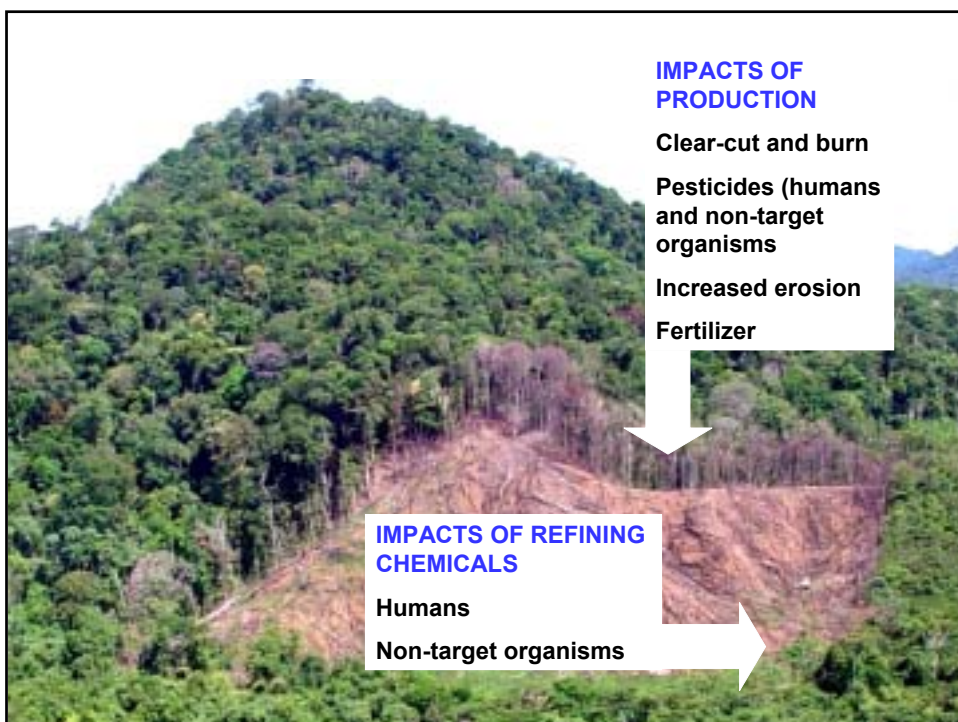 IMPACTS OF
PRODUCTION
Clear-cut and burn
Pesticides (humans
and non-target
organisms
Increased erosion
Fertilizer
IMPACTS OF REFINING
CHEMICALS
Humans
Non-target organisms